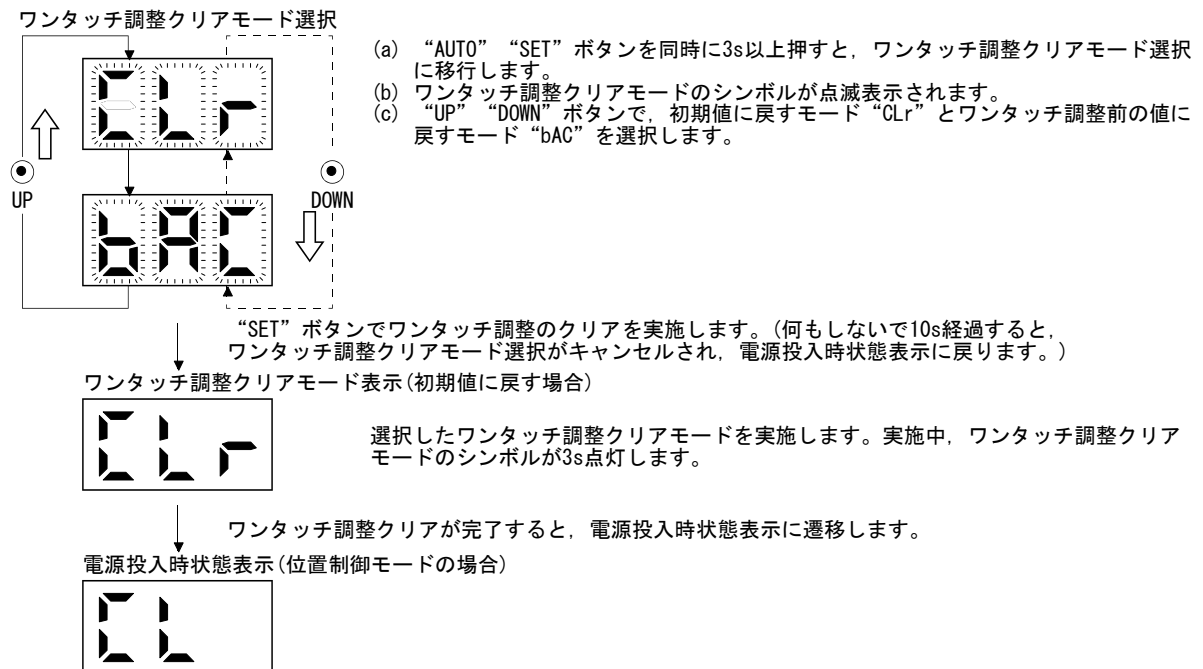 ワンタッチ調整クリアモード選択
(a) “AUTO” “SET”ボタンを同時に3s以上押すと，ワンタッチ調整クリアモード選択
に移行します。
(b) ワンタッチ調整クリアモードのシンボルが点滅表示されます。
(c) “UP” “DOWN”ボタンで，初期値に戻すモード“CLr”とワンタッチ調整前の値に
戻すモード“bAC”を選択します。
CLr
UP
DOWN
bAC
“SET”ボタンでワンタッチ調整のクリアを実施します。(何もしないで10s経過すると，
ワンタッチ調整クリアモード選択がキャンセルされ，電源投入時状態表示に戻ります。)
ワンタッチ調整クリアモード表示(初期値に戻す場合)
CLr
選択したワンタッチ調整クリアモードを実施します。実施中，ワンタッチ調整クリア
モードのシンボルが3s点灯します。
ワンタッチ調整クリアが完了すると，電源投入時状態表示に遷移します。
電源投入時状態表示(位置制御モードの場合)
CL